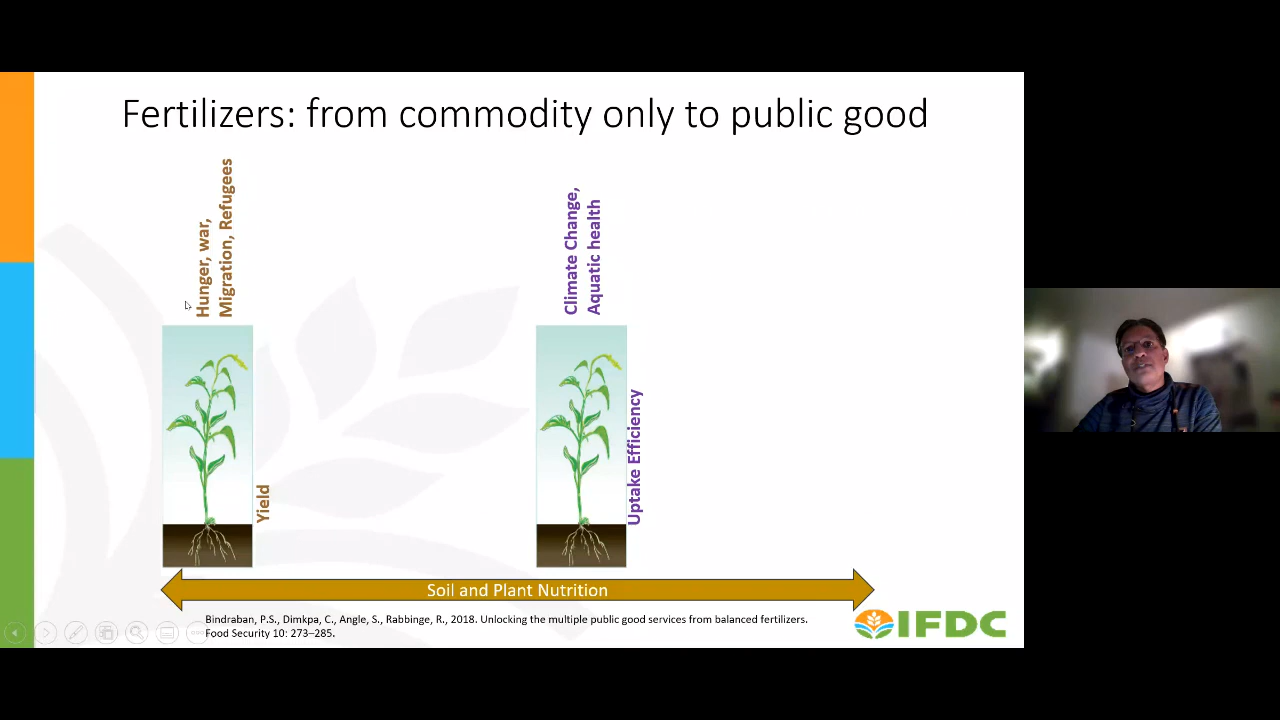 Fertilizers: from commodity only to public good
Hunger, war,
Migration, Refugees
Climate Change,
Aquatic health
Yield
Uptake Efficiency
Soil and Plant Nutrition
Bindraban, P.S., Dimkpa, C., Angle, S., Rabbinge, R., 2018. Unlocking the multiple public good services from balanced fertilizers.
Food Security 10: 273–285.
IFDC